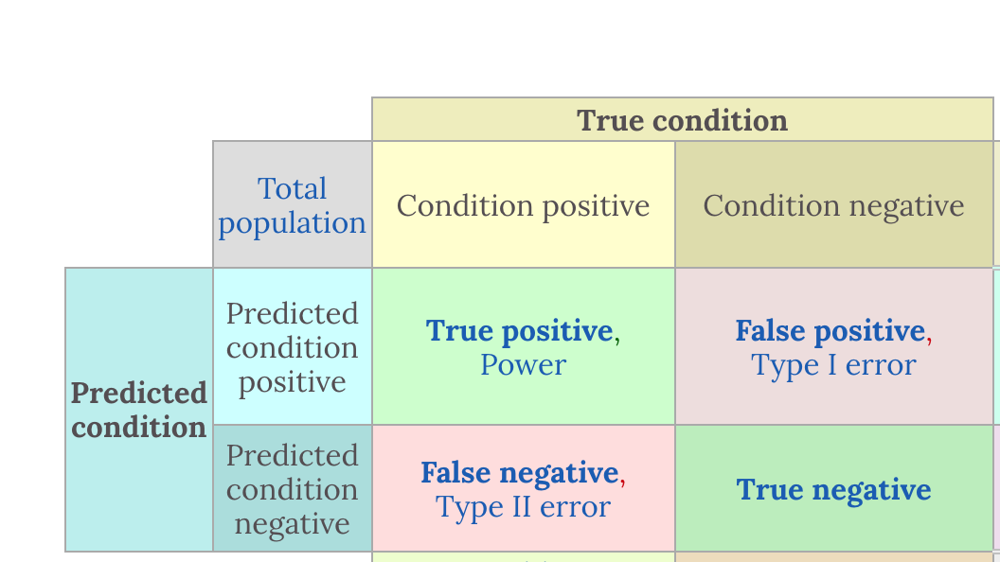 True condition
Total
population
Condition positive
Condition negative
Predicted
condition
Predicted
condition
positive
True positive,
Power
False positive,
Type I error
Predicted
condition
negative
False negative,
Type II error
True negative